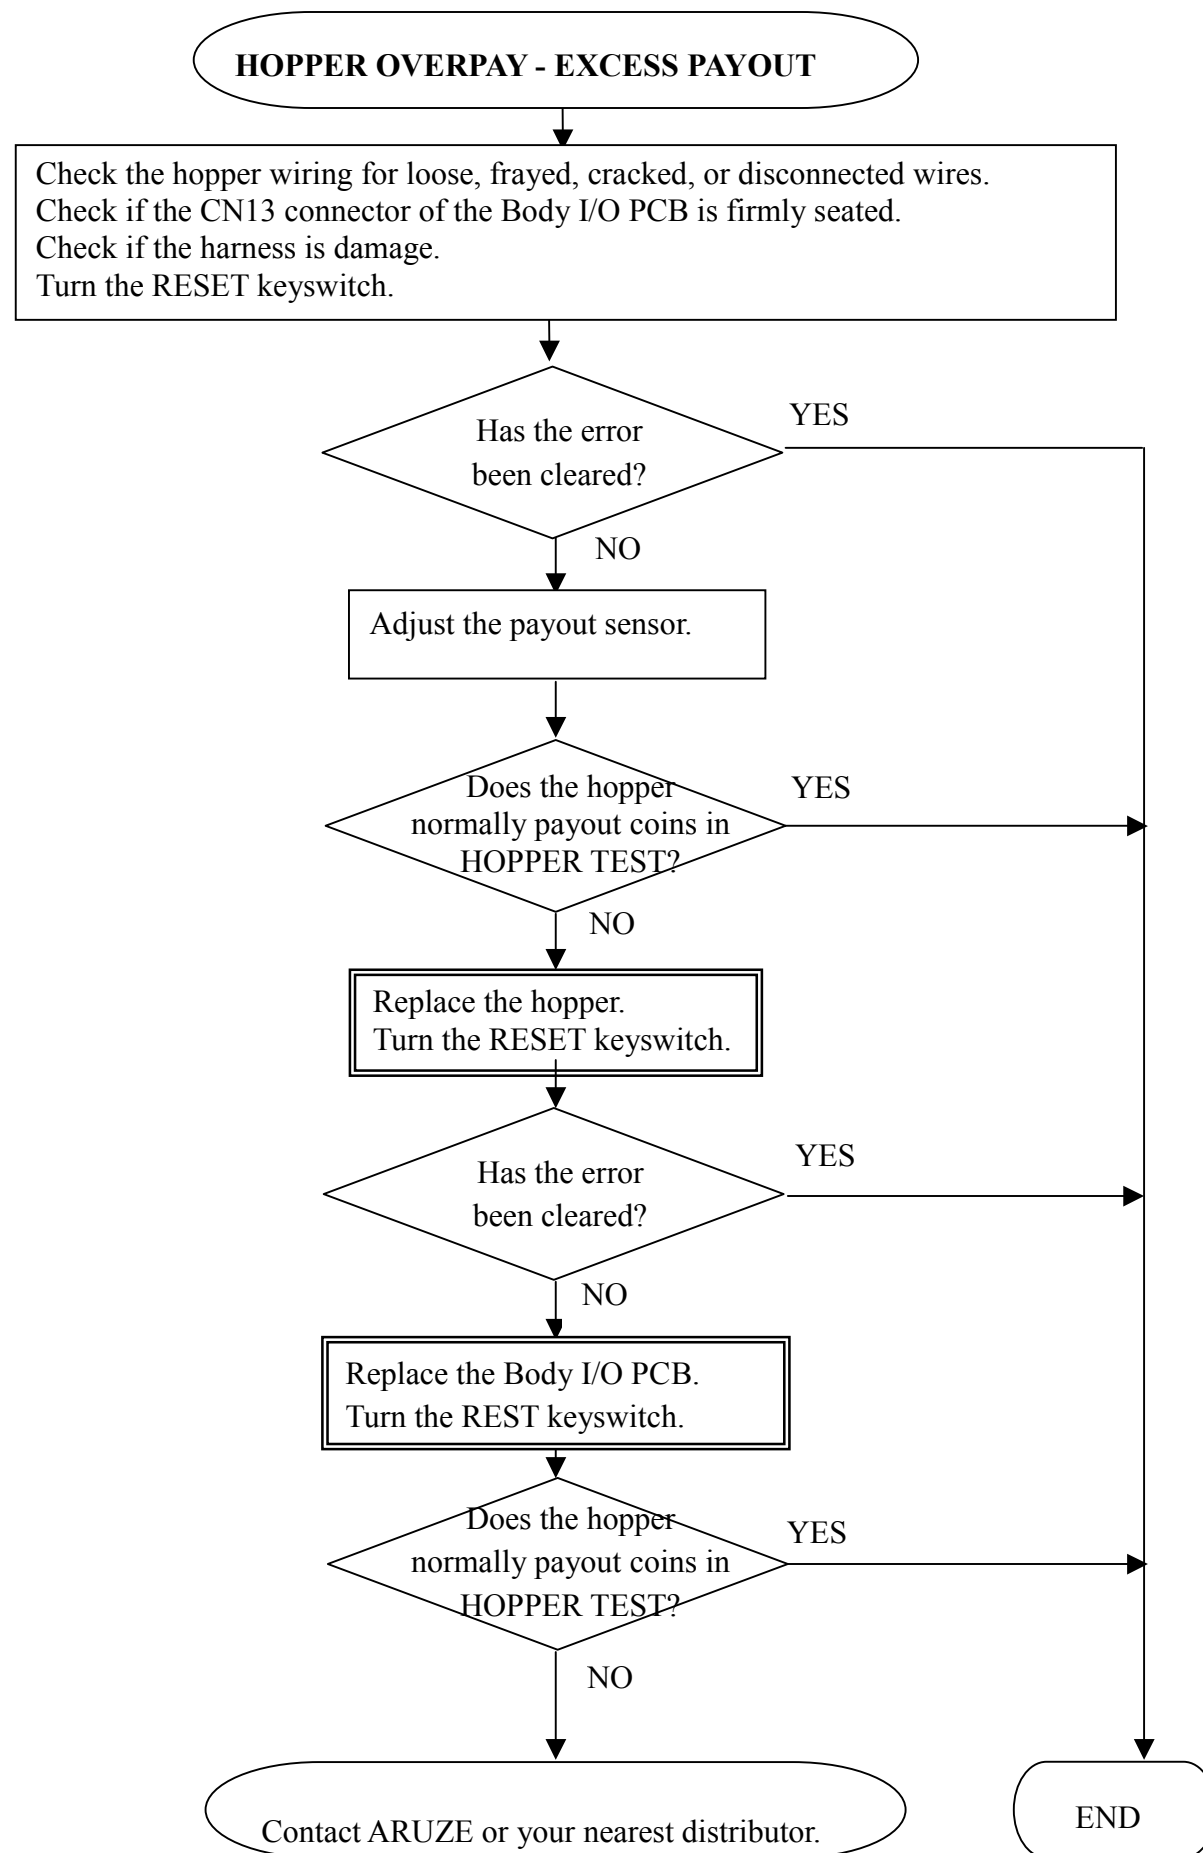 HOPPER OVERPAY - EXCESS PAYOUT
Check the hopper wiring for loose, frayed, cracked, or disconnected wires.
Check if the CN13 connector of the Body I/O PCB is firmly seated.
Check if the harness is damage.
Turn the RESET keyswitch.
YES
Has the error
been cleared?
NO
Adjust the payout sensor.
YES
Does the hopper
normally payout coins in
HOPPER TEST?
NO
Replace the hopper.
Turn the RESET keyswitch.
YES
Has the error
been cleared?
NO
Replace the Body I/O PCB.
Turn the REST keyswitch.
Does the hopper
YES
normally payout coins in
HOPPER TEST?
NO
Contact ARUZE or your nearest distributor.
END